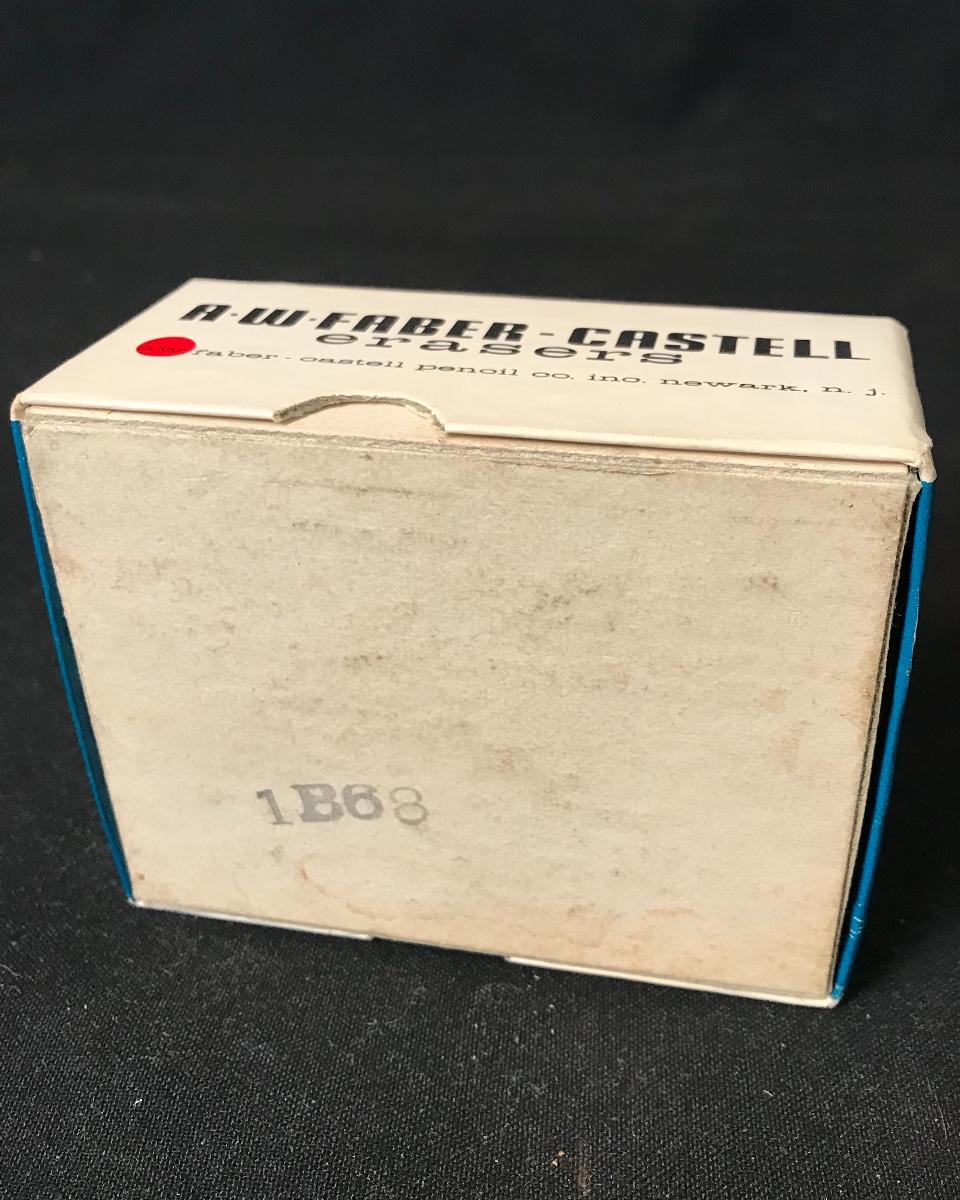 A·W·FABER-CASTELL
erasers
a.w. faber-castell pencil co. inc. newark, n. j.
1B68